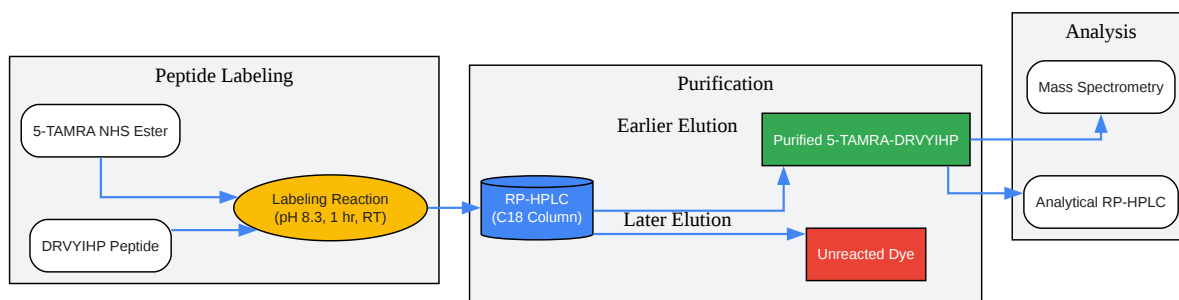 Peptide Labeling
5-TAMRA NHS Ester
DRVYIHP Peptide
Labeling Reaction
(pH 8.3, 1 hr, RT)
Purification
RP-HPLC
(C18 Column)
Earlier Elution
Later Elution
Purified 5-TAMRA-DRVYIHP
Unreacted Dye
Analysis
Mass Spectrometry
Analytical RP-HPLC